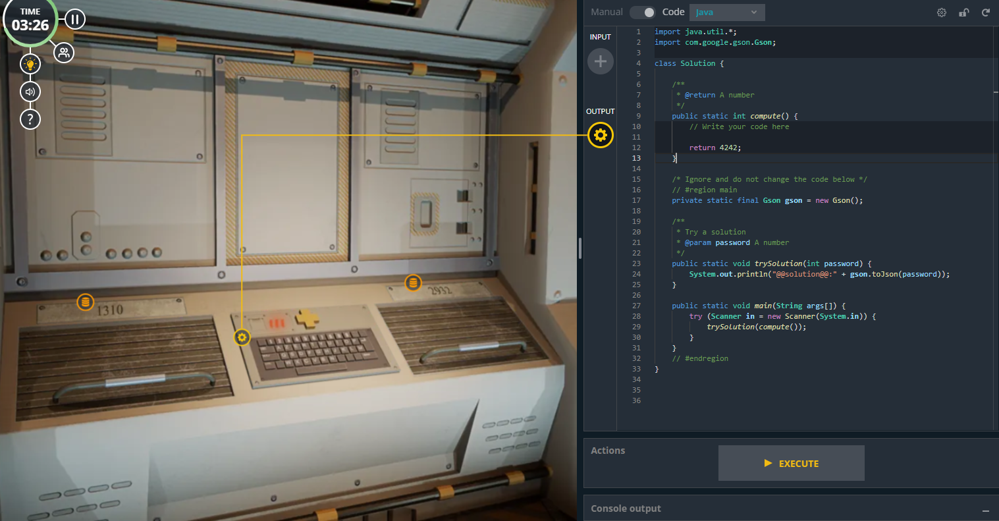 TIME
03:26
?
1310
2932
Manual Code Java
INPUT
OUTPUT
1 import java.util.*;
2 import com.google.gson.Gson;
3
4 class Solution {
5
6 /**
7 * @return A number
8 */
9 public static int compute() {
10 // Write your code here
11
12 return 4242;
13 }
14
15 /* Ignore and do not change the code below */
16 // #region main
17 private static final Gson gson = new Gson();
18
19 /**
20 * Try a solution
21 * @param password A number
22 */
23 public static void trySolution(int password) {
24 System.out.println("@@solution@@:" + gson.toJson(password));
25 }
26
27 public static void main(String args[]) {
28 try (Scanner in = new Scanner(System.in)) {
29 trySolution(compute());
30 }
31 }
32 // #endregion
33 }
34
35
36
Actions
EXECUTE
Console output